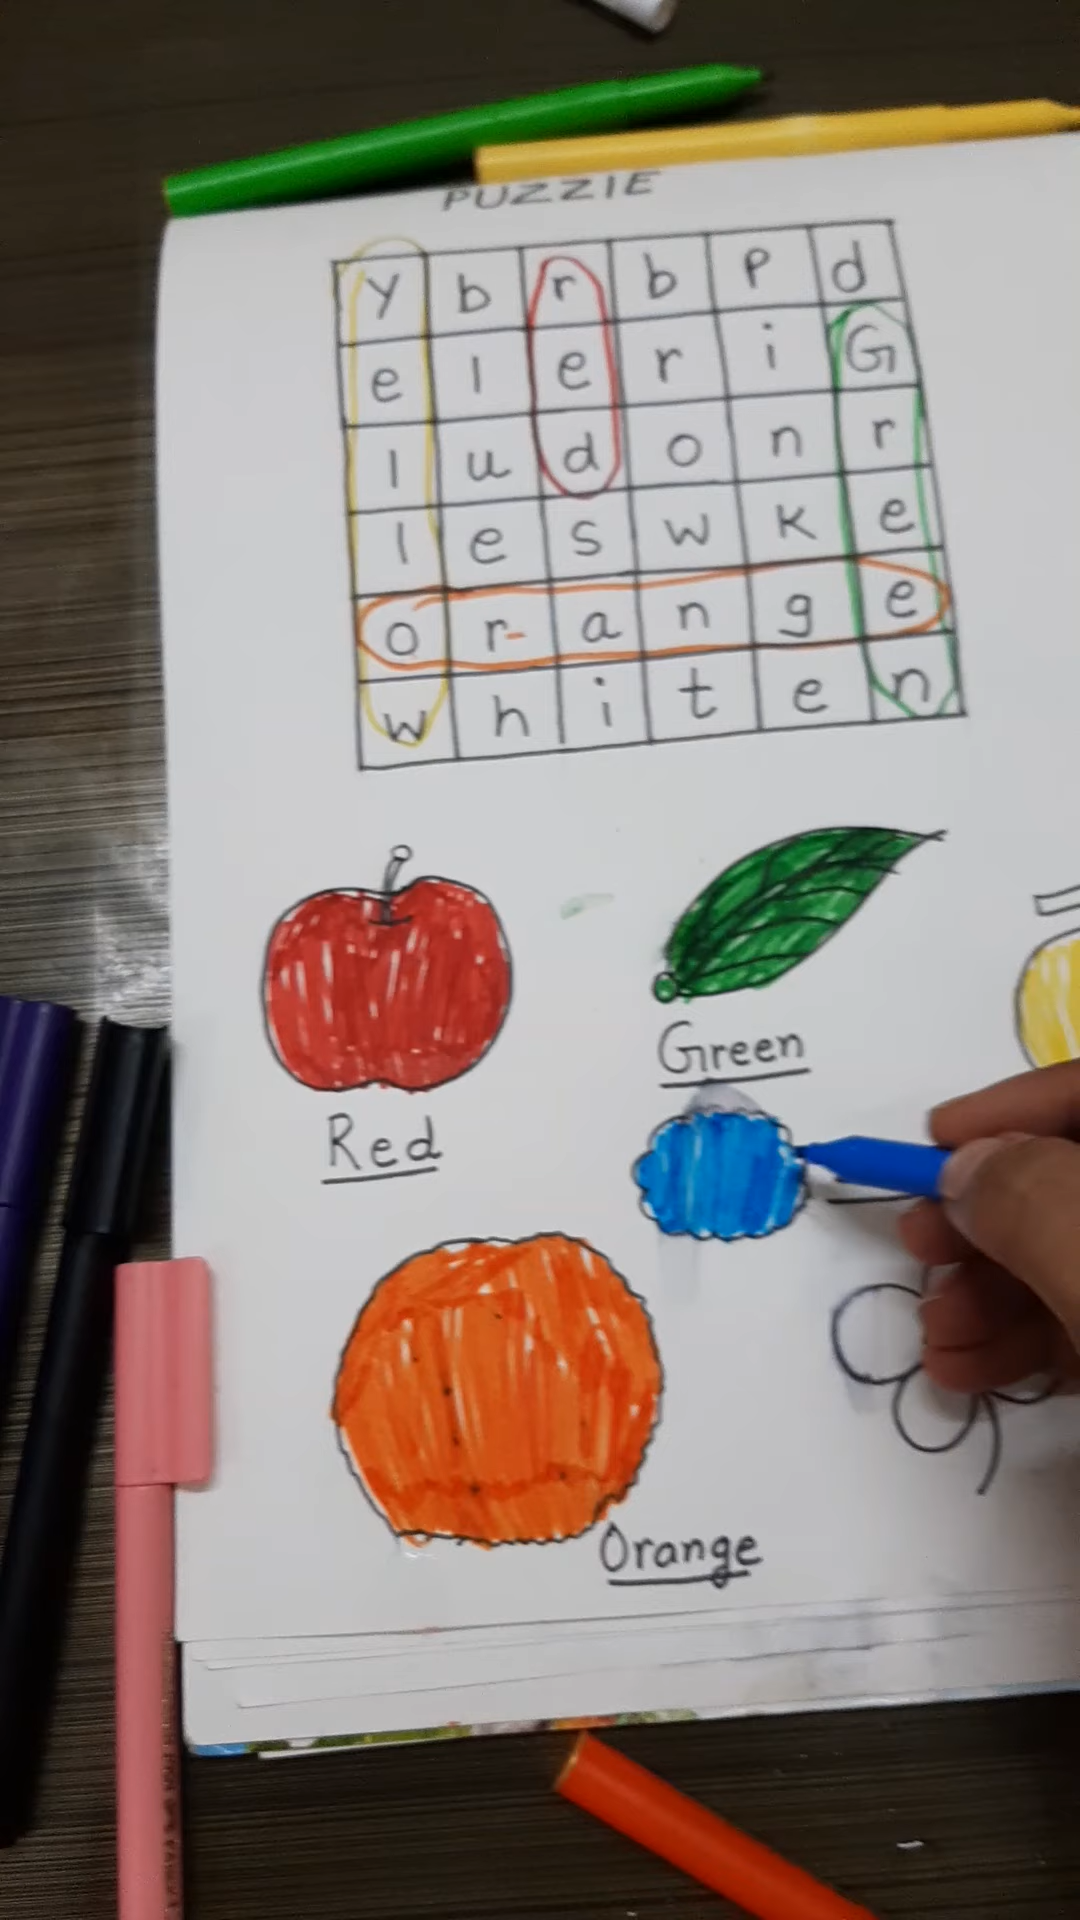 PUZZIE
y b r b p d
e l e r i G
l u d o n r
l e s w k e
o r a n g e
w h i t e n
Green
Red
Orange